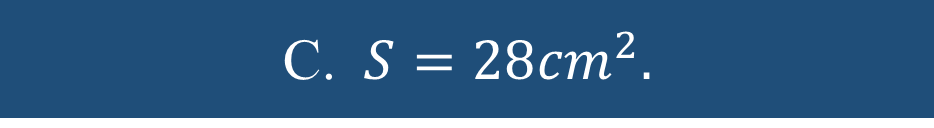 C. S = 28cm².